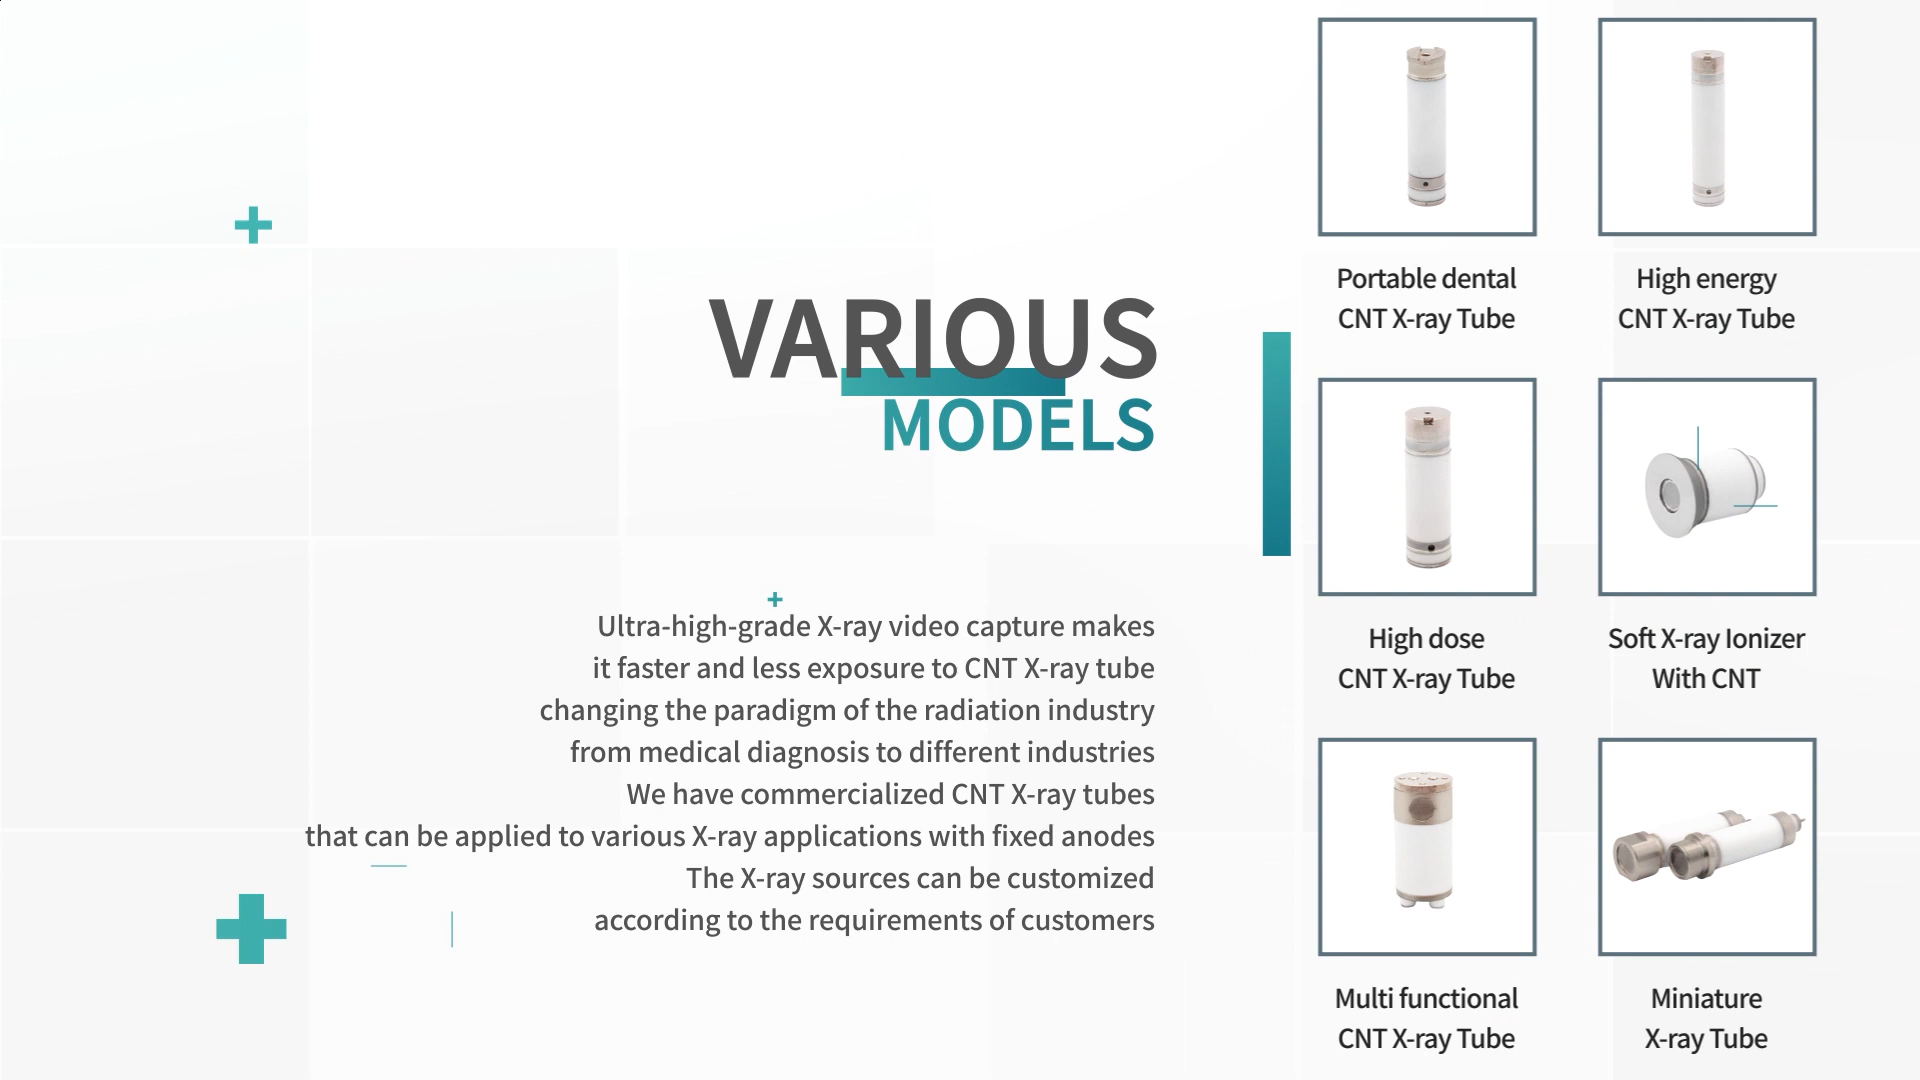 VARIOUS
MODELS
Ultra-high-grade X-ray video capture makes
it faster and less exposure to CNT X-ray tube
changing the paradigm of the radiation industry
from medical diagnosis to different industries
We have commercialized CNT X-ray tubes
that can be applied to various X-ray applications with fixed anodes
The X-ray sources can be customized
according to the requirements of customers
Portable dental
CNT X-ray Tube
High energy
CNT X-ray Tube
High dose
CNT X-ray Tube
Soft X-ray Ionizer
With CNT
Multi functional
CNT X-ray Tube
Miniature
X-ray Tube